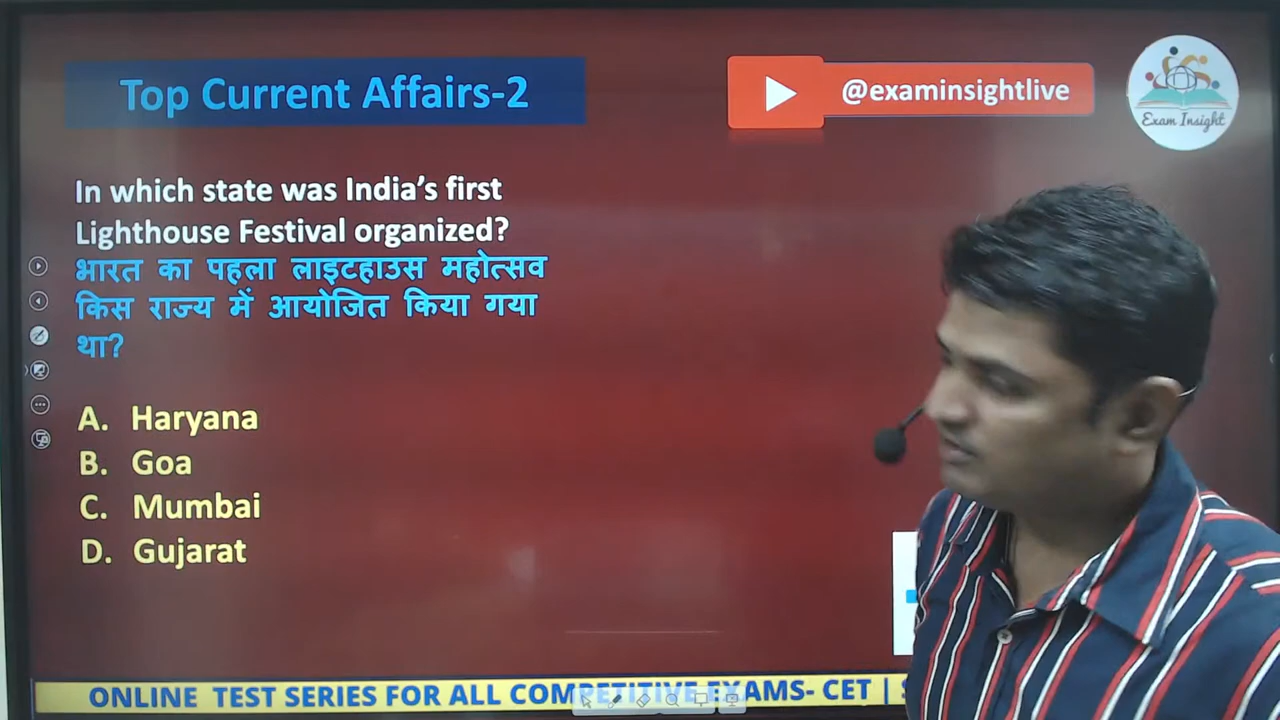 Top Current Affairs-2
@examinsightlive
Exam Insight
In which state was India's first
Lighthouse Festival organized?
भारत का पहला लाइटहाउस महोत्सव
किस राज्य में आयोजित किया गया
था?
A. Haryana
B. Goa
C. Mumbai
D. Gujarat
ONLINE TEST SERIES FOR ALL COMPETITIVE EXAMS- CET |